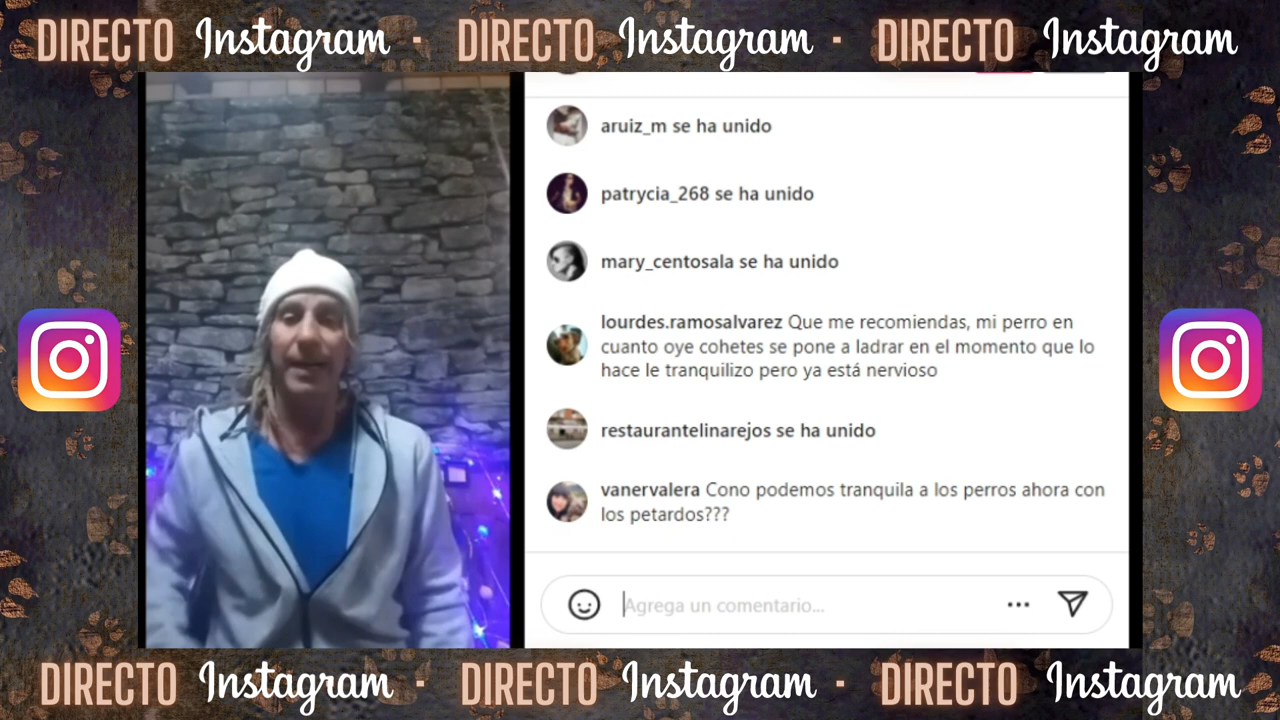 DIRECTO Instagram · DIRECTO Instagram · DIRECTO Instagram
aruiz_m se ha unido
patrycia_268 se ha unido
mary_centosala se ha unido
lourdes.ramosalvarez Que me recomiendas, mi perro en
cuanto oye cohetes se pone a ladrar en el momento que lo
hace le tranquilizo pero ya está nervioso
restaurantelinarejos se ha unido
vanervalera Cono podemos tranquila a los perros ahora con
los petardos???
Agrega un comentario...
DIRECTO Instagram · DIRECTO Instagram · DIRECTO Instagram